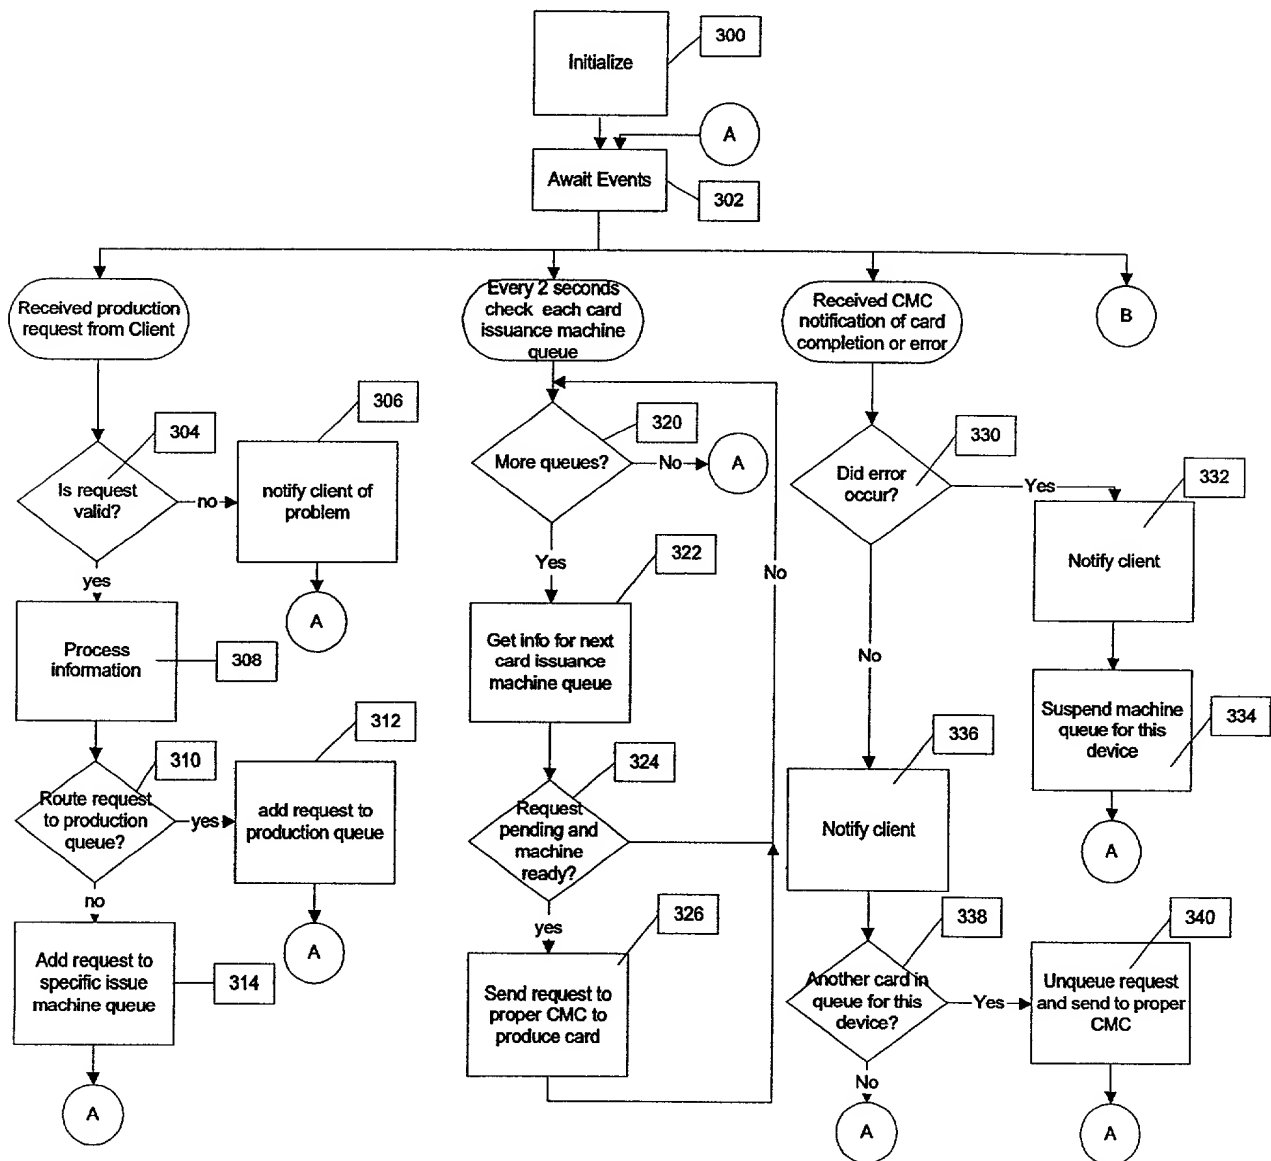 Initialize
300
A
Await Events
302
Received production
request from Client
Every 2 seconds
check each card
issuance machine
queue
Received CMC
notification of card
completion or error
B
304
Is request
valid?
no
306
notify client of
problem
A
yes
Process
information
308
310
Route request
to production
queue?
yes
312
add request to
production queue
A
no
Add request to
specific issue
machine queue
314
A
320
More queues?
No
A
Yes
322
Get info for next
card issuance
machine queue
324
Request
pending and
machine
ready?
No
yes
326
Send request to
proper CMC to
produce card
330
Did error
occur?
Yes
332
Notify client
Suspend machine
queue for this
device
334
A
No
336
Notify client
338
Another card in
queue for this
device?
Yes
340
Unqueue request
and send to proper
CMC
A
No
A